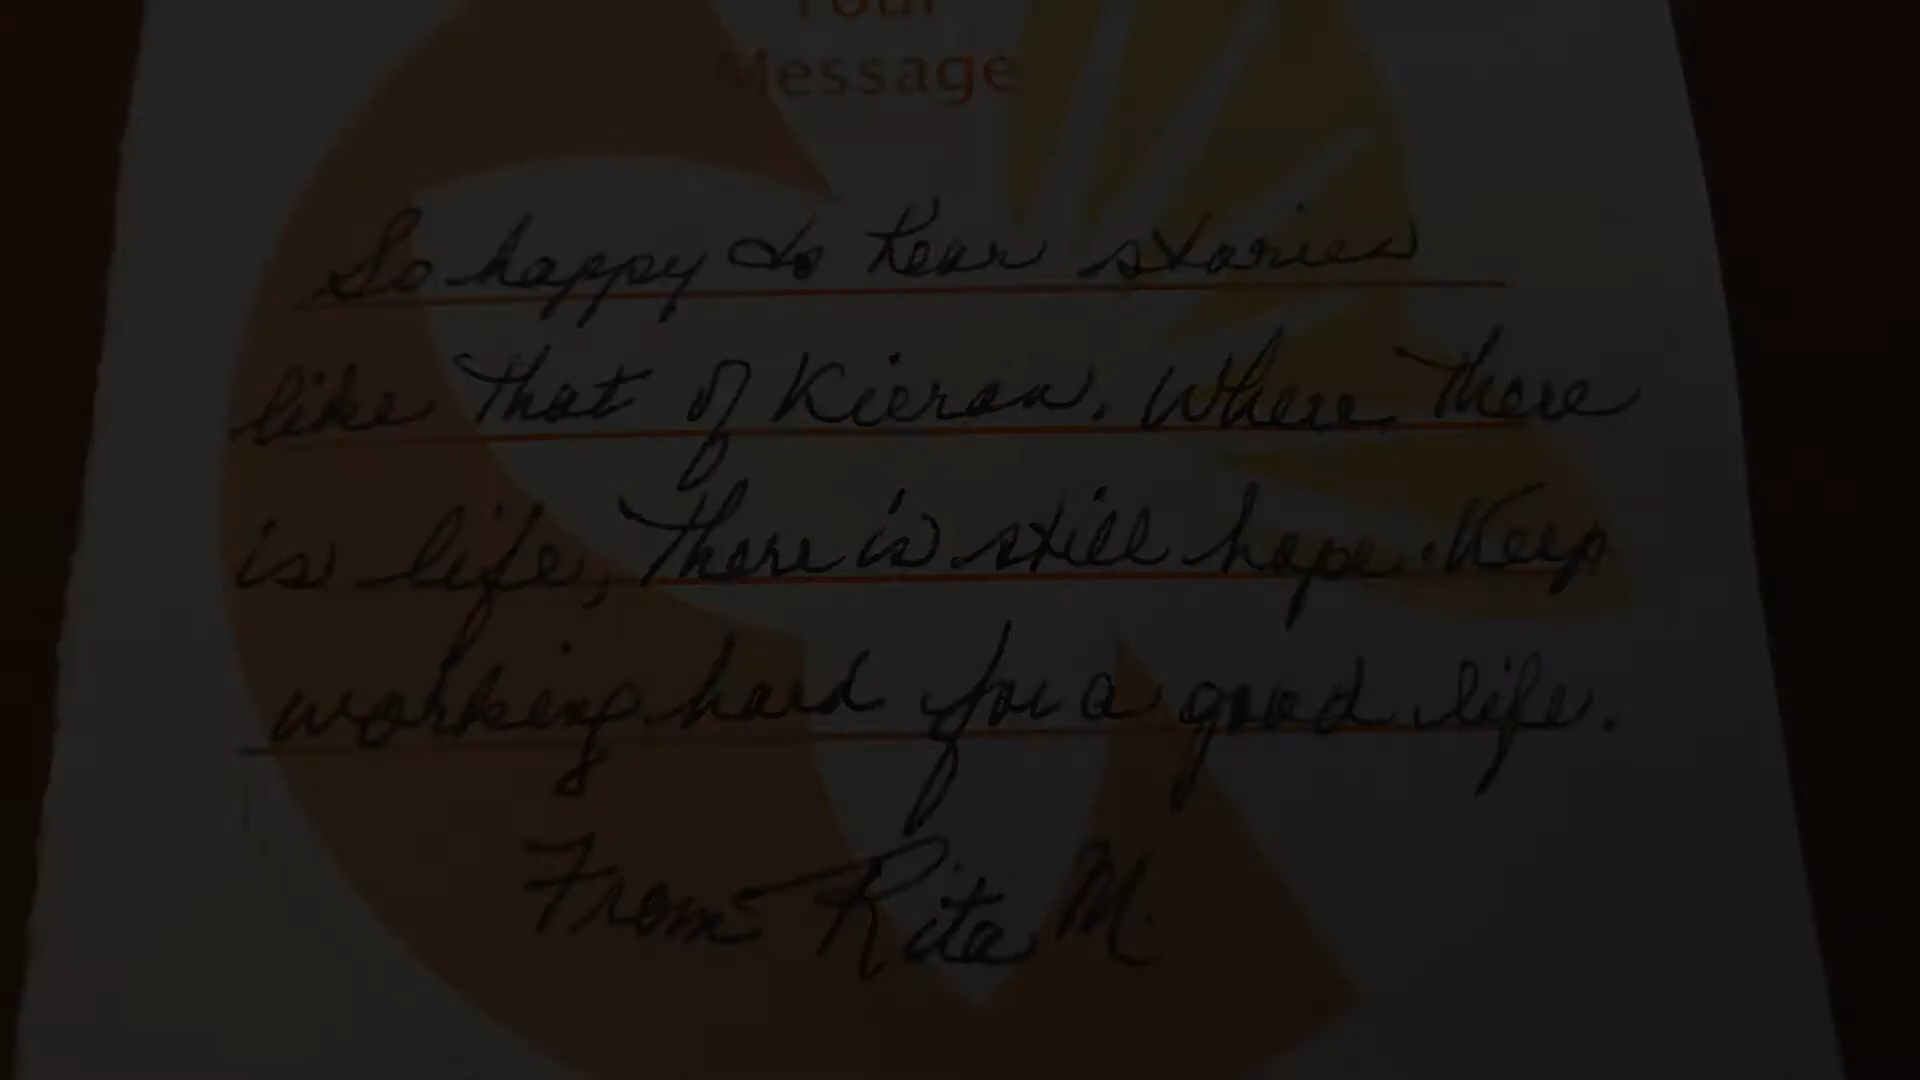 Your
Message
So happy to hear stories
like that of Kieran. Where there
is life, there is still hope. Keep
working hard for a good life.
From - Rita M.